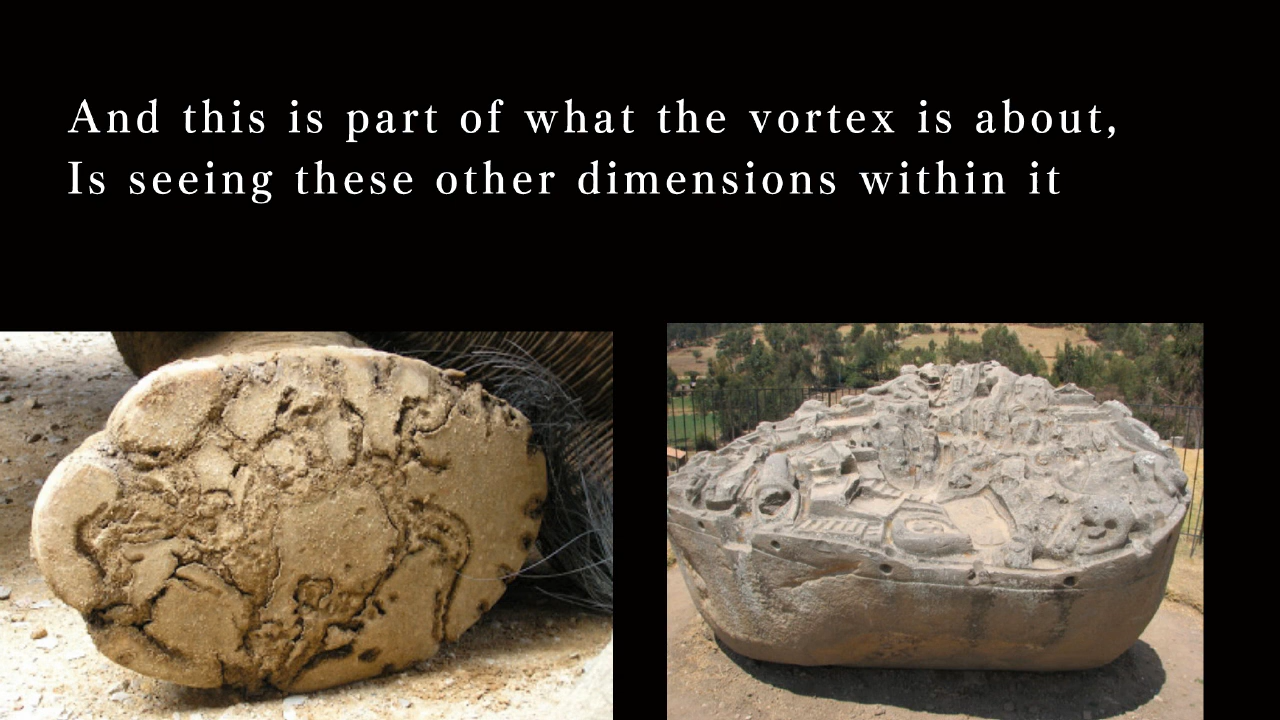 And this is part of what the vortex is about,
Is seeing these other dimensions within it